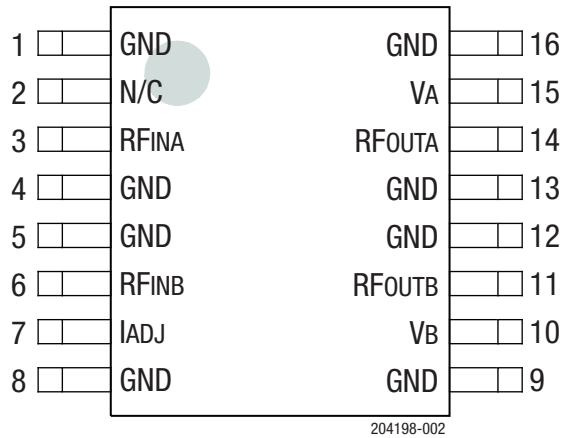 1 GND GND 16
2 N/C VA 15
3 RFINA RFOUTA 14
4 GND GND 13
5 GND GND 12
6 RFINB RFOUTB 11
7 IADJ VB 10
8 GND GND 9
204198-002